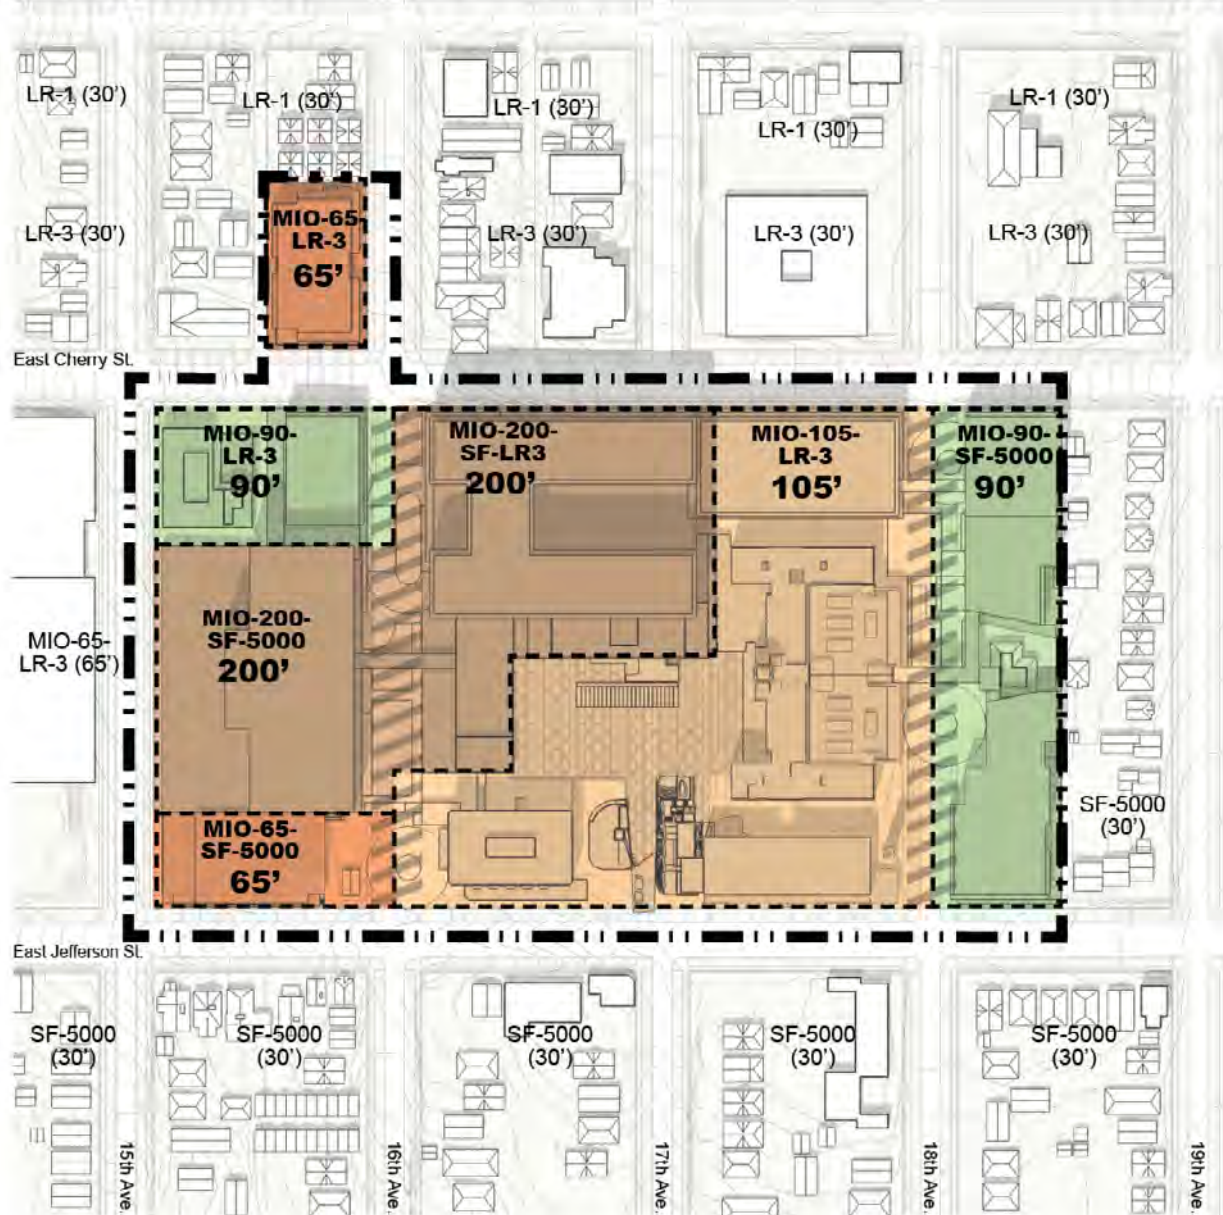 LR-1 (30')
LR-1 (30')
LR-1 (30')
LR-1 (30')
LR-1 (30')
LR-3 (30')
MIO-65-
LR-3
65'
LR-3 (30')
LR-3 (30')
LR-3 (30')
East Cherry St.
MIO-90-
LR-3
90'
MIO-200-
SF-LR3
200'
MIO-105-
LR-3
105'
MIO-90-
SF-5000
90'
MIO-65-
LR-3 (65')
MIO-200-
SF-5000
200'
MIO-65-
SF-5000
65'
SF-5000
(30')
East Jefferson St.
SF-5000
(30')
SF-5000
(30')
SF-5000
(30')
SF-5000
(30')
SF-5000
(30')
15th Ave.
16th Ave.
17th Ave.
18th Ave.
19th Ave.